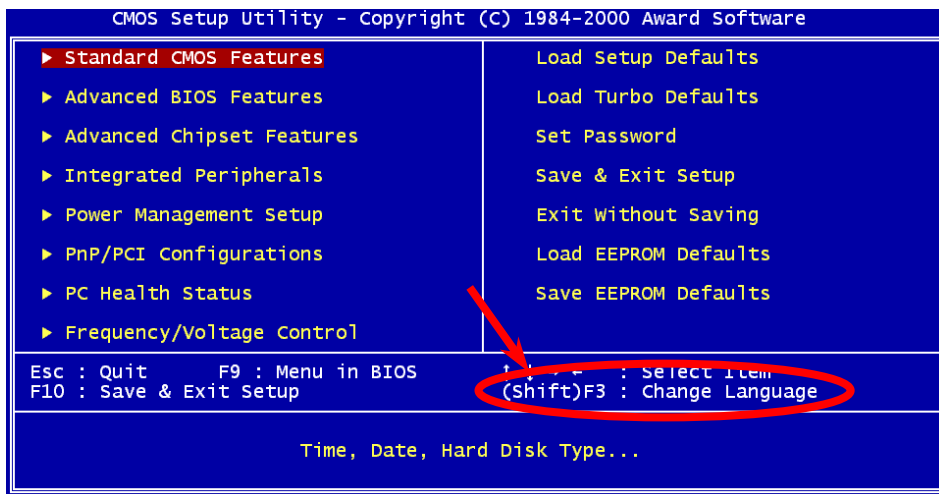 CMOS Setup Utility - Copyright (C) 1984-2000 Award Software
▶ Standard CMOS Features
▶ Advanced BIOS Features
▶ Advanced Chipset Features
▶ Integrated Peripherals
▶ Power Management Setup
▶ PnP/PCI Configurations
▶ PC Health Status
▶ Frequency/Voltage Control
Load Setup Defaults
Load Turbo Defaults
Set Password
Save & Exit Setup
Exit Without Saving
Load EEPROM Defaults
Save EEPROM Defaults
Esc : Quit F9 : Menu in BIOS ↑ ↓ → ← : Select Item
F10 : Save & Exit Setup (Shift)F3 : Change Language
Time, Date, Hard Disk Type...